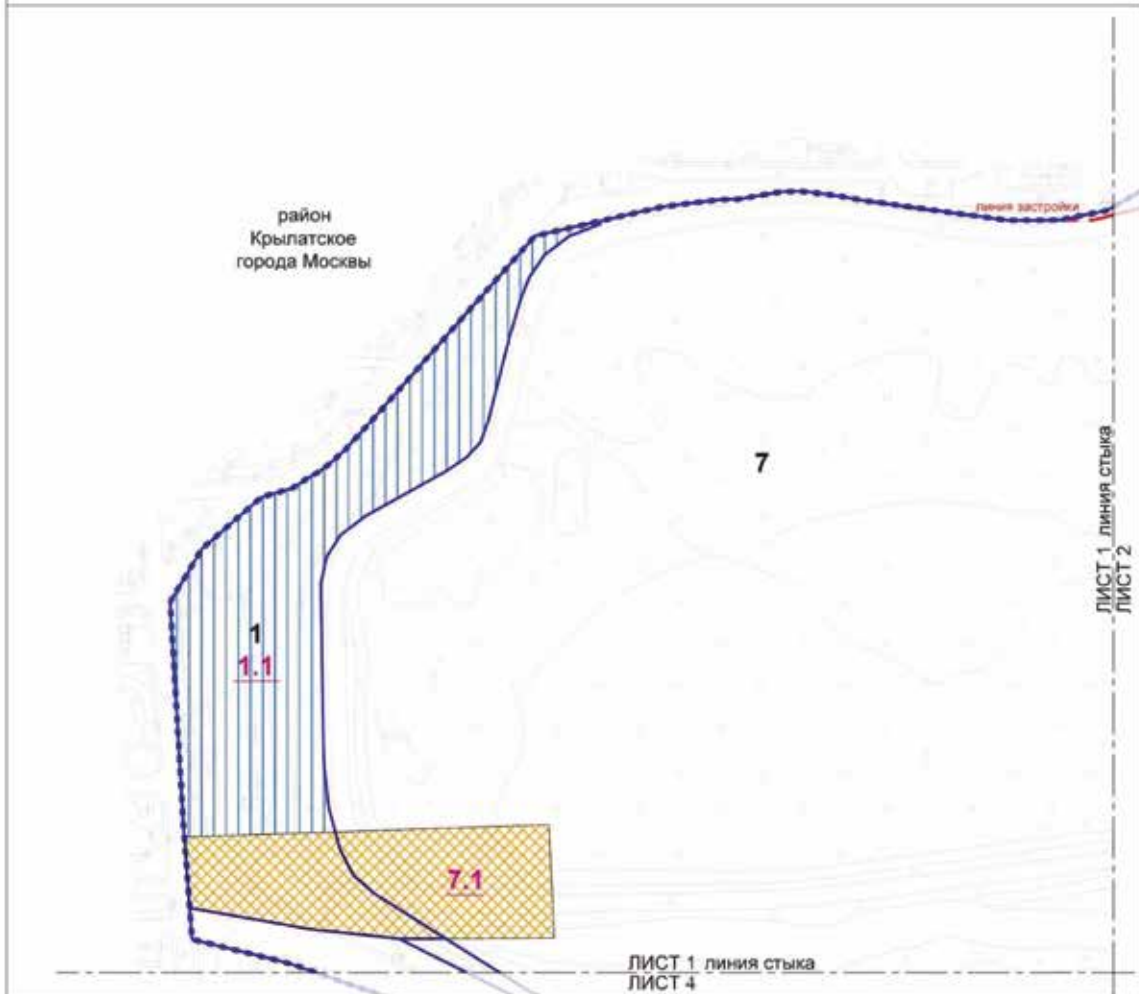 район
Крылатское
города Москвы
линия застройки
7
ЛИСТ 1 линия стыка
ЛИСТ 2
1
1.1
7.1
ЛИСТ 1 линия стыка
ЛИСТ 4